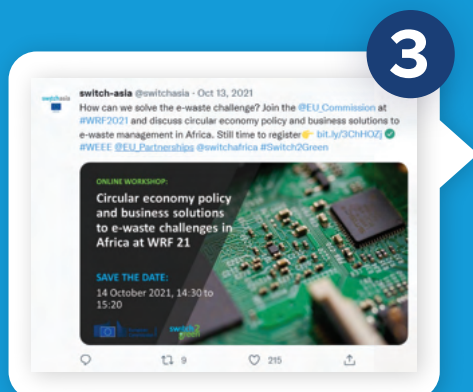 3
switchasia
switch-asia @switchasia · Oct 13, 2021
How can we solve the e-waste challenge? Join the @EU_Commission at
#WRF2021 and discuss circular economy policy and business solutions to
e-waste management in Africa. Still time to register👉 bit.ly/3ChHOZj ✅
#WEEE @EU_Partnerships @switchafrica #Switch2Green
ONLINE WORKSHOP:
Circular economy policy
and business solutions
to e-waste challenges in
Africa at WRF 21
SAVE THE DATE:
14 October 2021, 14:30 to
15:20
switch2
green
9
215